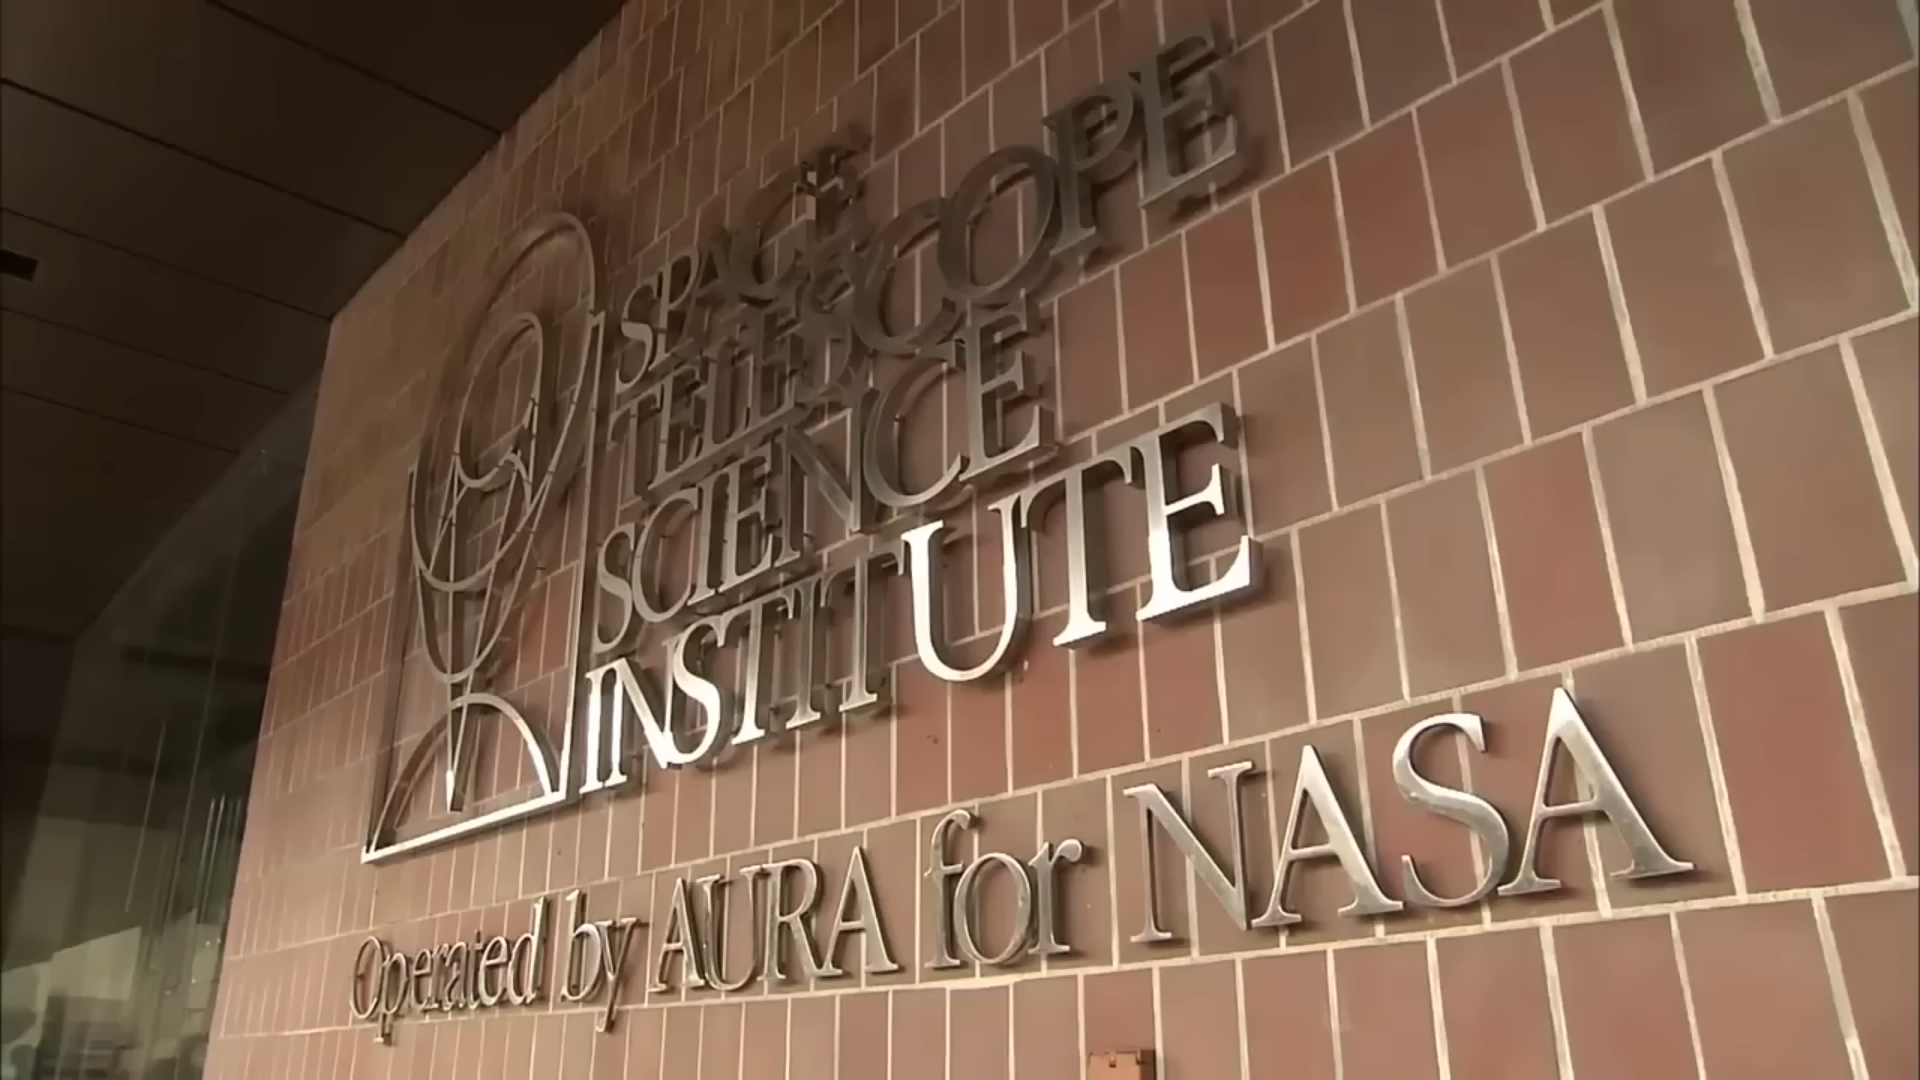 SPACE
TELESCOPE
SCIENCE
INSTITUTE
Operated by AURA for NASA